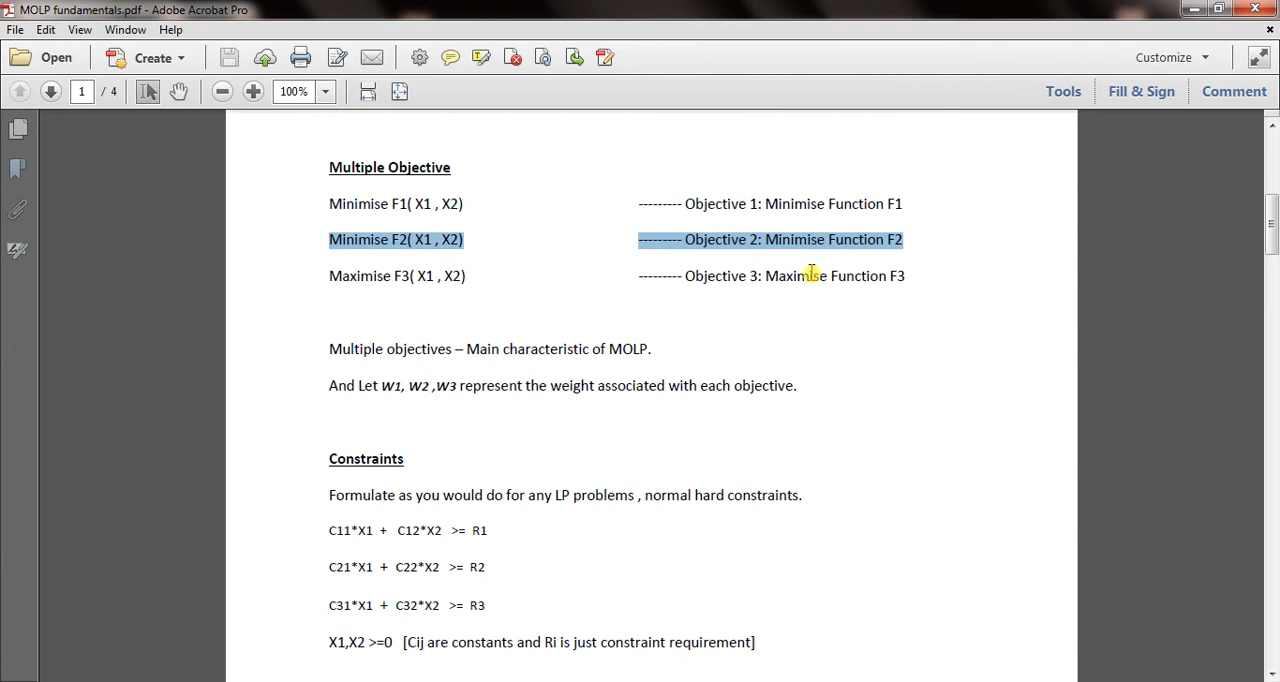 MOLP fundamentals.pdf - Adobe Acrobat Pro
File Edit View Window Help
Open Create Customize
1 / 4 100% Tools Fill & Sign Comment
Multiple Objective
Minimise F1( X1 , X2) --------- Objective 1: Minimise Function F1
Minimise F2( X1 , X2) --------- Objective 2: Minimise Function F2
Maximise F3( X1 , X2) --------- Objective 3: Maximise Function F3
Multiple objectives – Main characteristic of MOLP.
And Let W1, W2 ,W3 represent the weight associated with each objective.
Constraints
Formulate as you would do for any LP problems , normal hard constraints.
C11*X1 + C12*X2 >= R1
C21*X1 + C22*X2 >= R2
C31*X1 + C32*X2 >= R3
X1,X2 >=0 [Cij are constants and Ri is just constraint requirement]